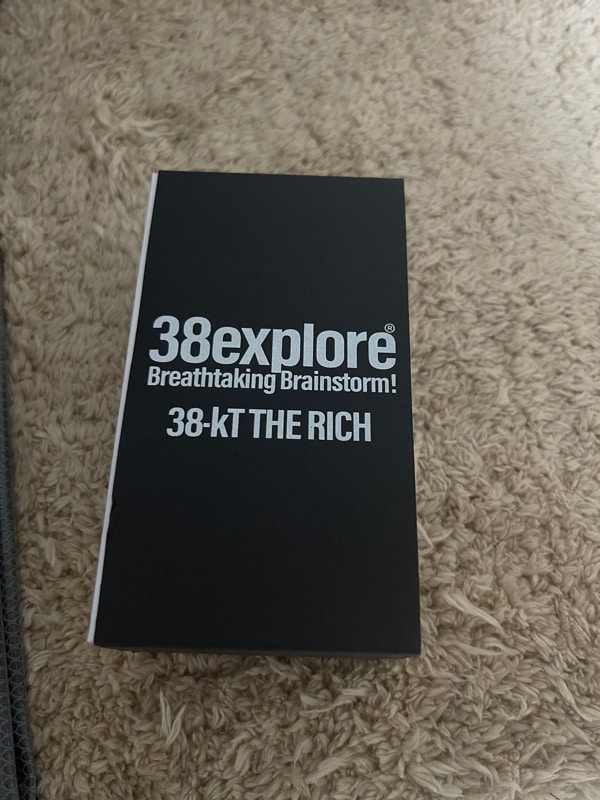 38explore®
Breathtaking Brainstorm!
38-kT THE RICH